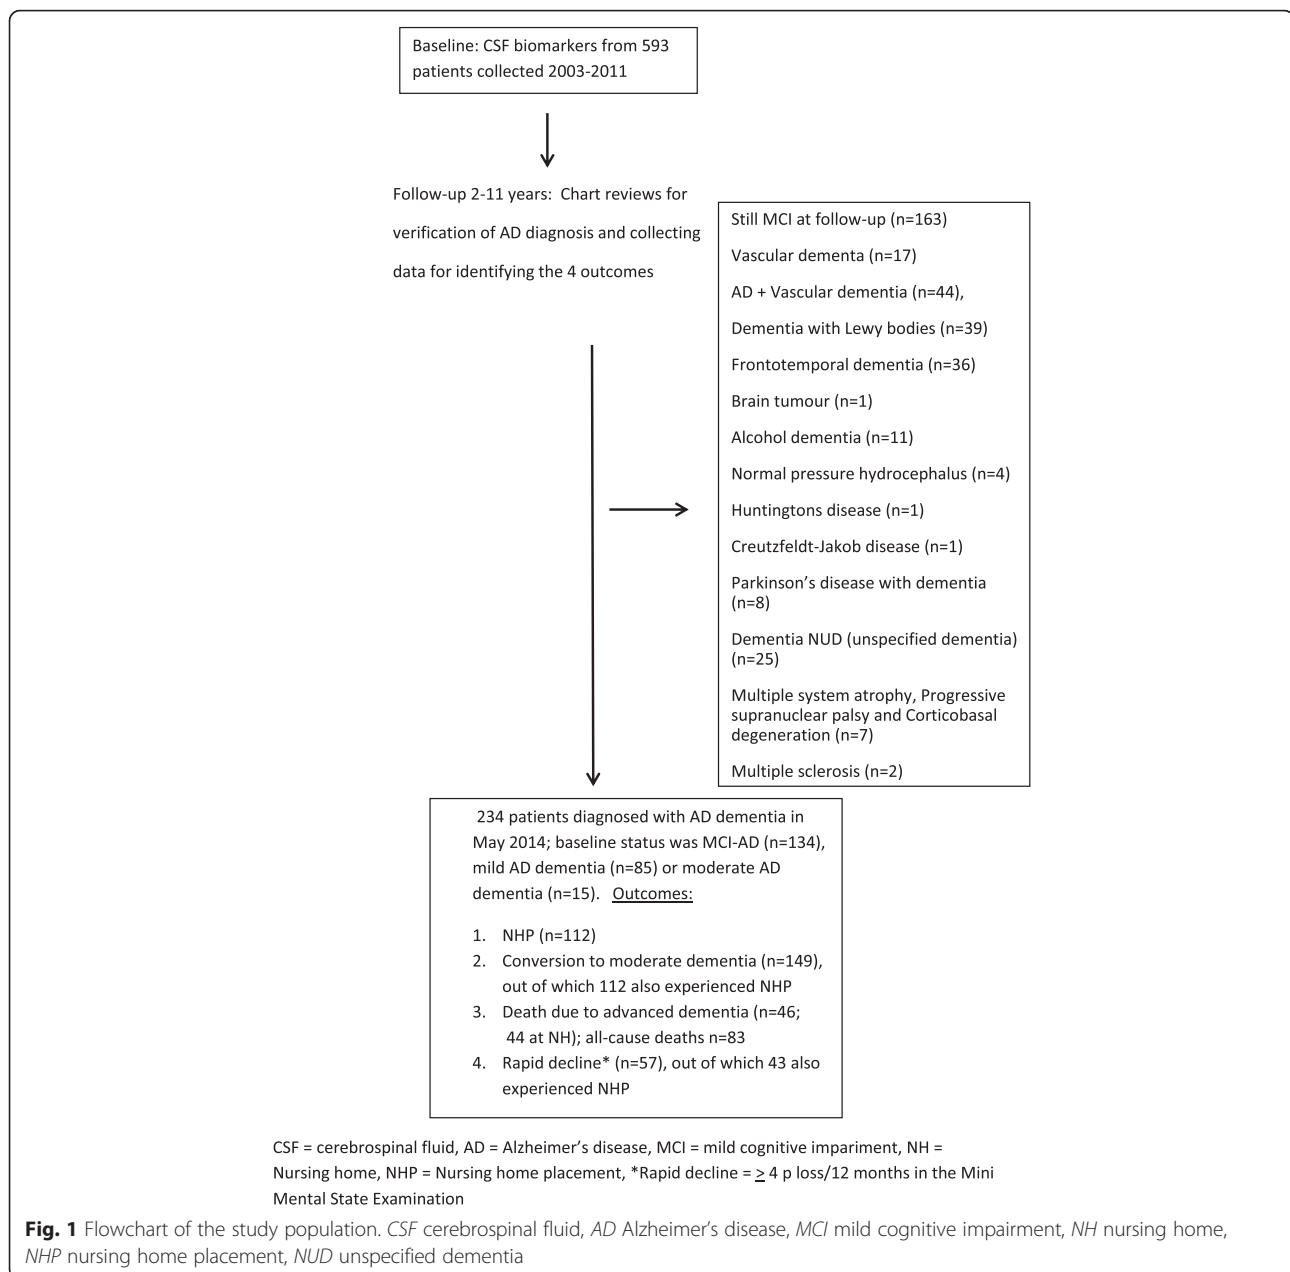 Baseline: CSF biomarkers from 593
patients collected 2003-2011
Follow-up 2-11 years: Chart reviews for
verification of AD diagnosis and collecting
data for identifying the 4 outcomes
Still MCI at follow-up (n=163)
Vascular dementa (n=17)
AD + Vascular dementia (n=44),
Dementia with Lewy bodies (n=39)
Frontotemporal dementia (n=36)
Brain tumour (n=1)
Alcohol dementia (n=11)
Normal pressure hydrocephalus (n=4)
Huntingtons disease (n=1)
Creutzfeldt-Jakob disease (n=1)
Parkinson’s disease with dementia
(n=8)
Dementia NUD (unspecified dementia)
(n=25)
Multiple system atrophy, Progressive
supranuclear palsy and Corticobasal
degeneration (n=7)
Multiple sclerosis (n=2)
234 patients diagnosed with AD dementia in
May 2014; baseline status was MCI-AD (n=134),
mild AD dementia (n=85) or moderate AD
dementia (n=15). Outcomes:
1. NHP (n=112)
2. Conversion to moderate dementia (n=149),
out of which 112 also experienced NHP
3. Death due to advanced dementia (n=46;
44 at NH); all-cause deaths n=83
4. Rapid decline* (n=57), out of which 43 also
experienced NHP
CSF = cerebrospinal fluid, AD = Alzheimer’s disease, MCI = mild cognitive impariment, NH =
Nursing home, NHP = Nursing home placement, *Rapid decline = ≥ 4 p loss/12 months in the Mini
Mental State Examination
Fig. 1 Flowchart of the study population. CSF cerebrospinal fluid, AD Alzheimer’s disease, MCI mild cognitive impairment, NH nursing home,
NHP nursing home placement, NUD unspecified dementia